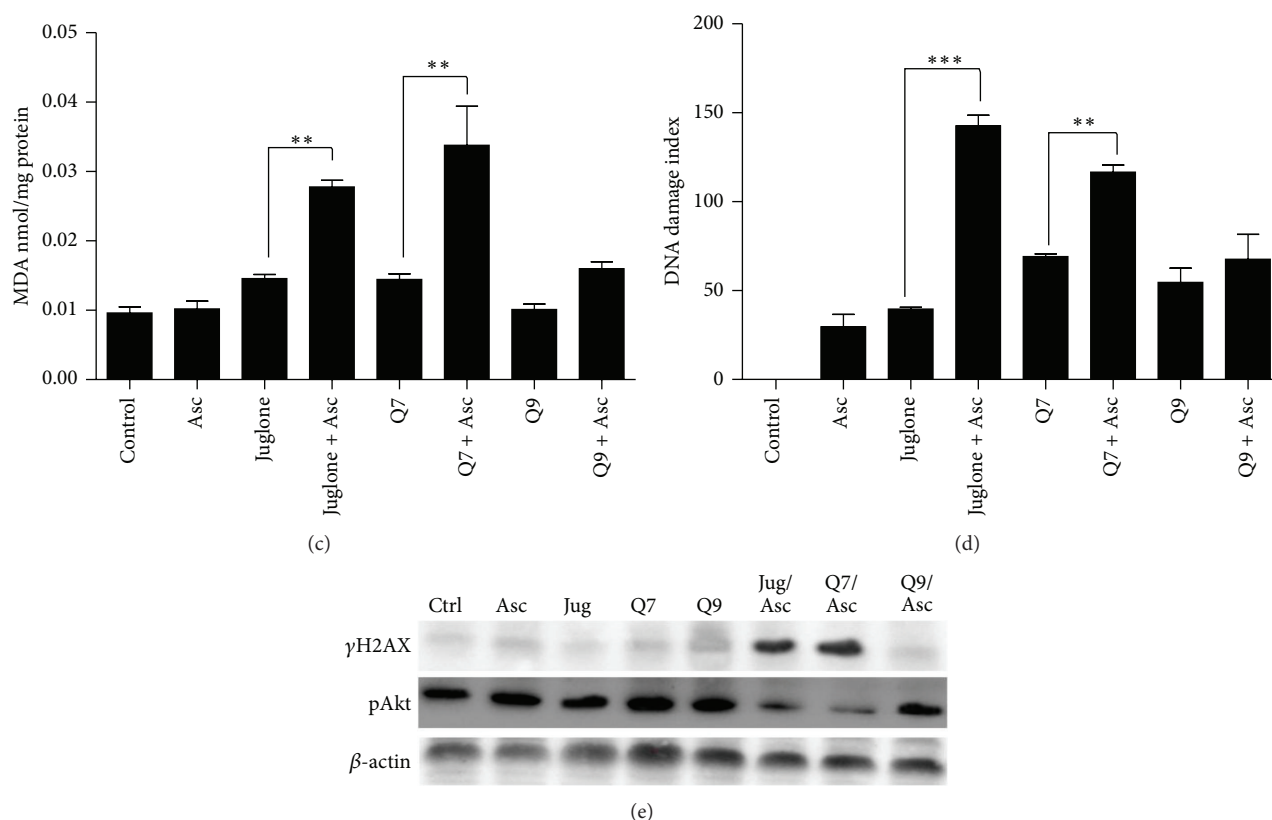 0.05
0.04
0.03
0.02
0.01
0.00
MDA nmol/mg protein
**
**
Control
Asc
Juglone
Juglone + Asc
Q7
Q7 + Asc
Q9
Q9 + Asc
(c)
200
150
100
50
0
DNA damage index
***
**
Control
Asc
Juglone
Juglone + Asc
Q7
Q7 + Asc
Q9
Q9 + Asc
(d)
Ctrl Asc Jug Q7 Q9 Jug/ Q7/ Q9/
Asc Asc Asc
γH2AX
pAkt
β-actin
(e)